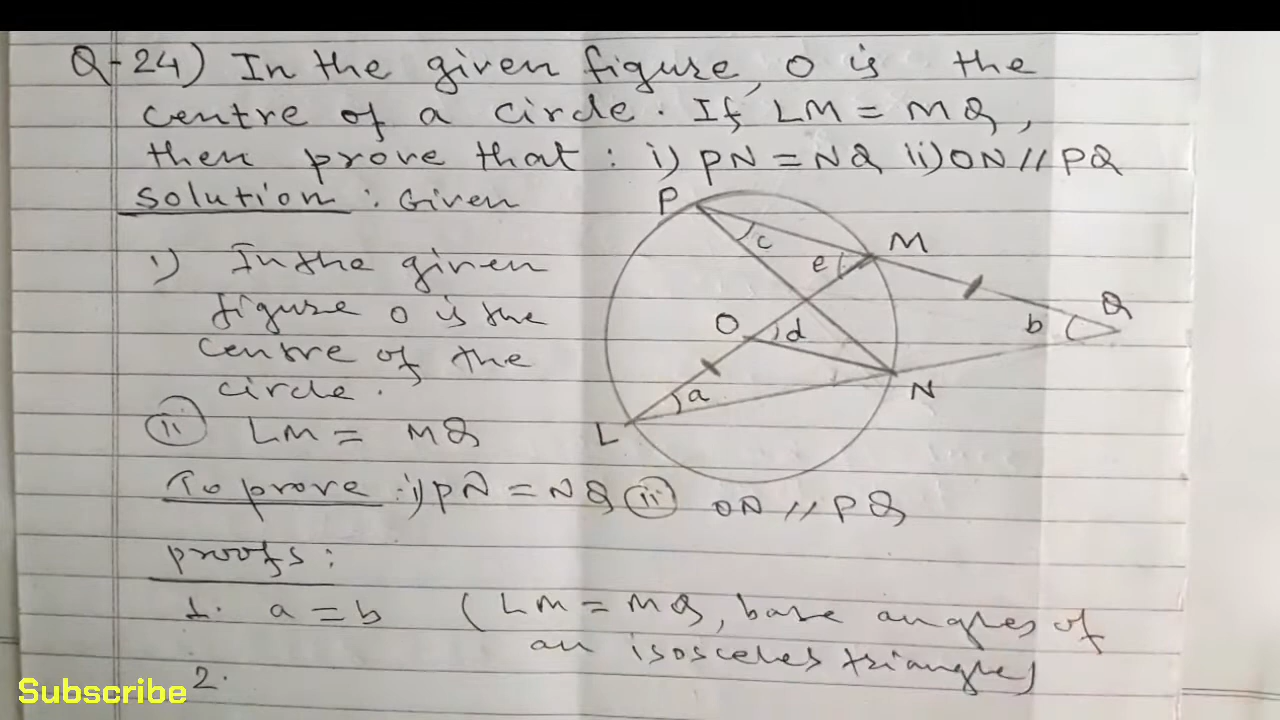 Q-24) In the given figure, O is the
centre of a circle. If LM = MQ,
then prove that : i) PN = NQ ii) ON // PQ
solution : Given
i) In the given
figure O is the
centre of the
circle.
ii) LM = MQ
To prove : i) PN = NQ ii) ON // PQ
proofs :
1. a = b (LM = MQ, base angles of
an isosceles triangle)
2.
P
c
M
e
Q
b
O
d
N
a
L
Subscribe